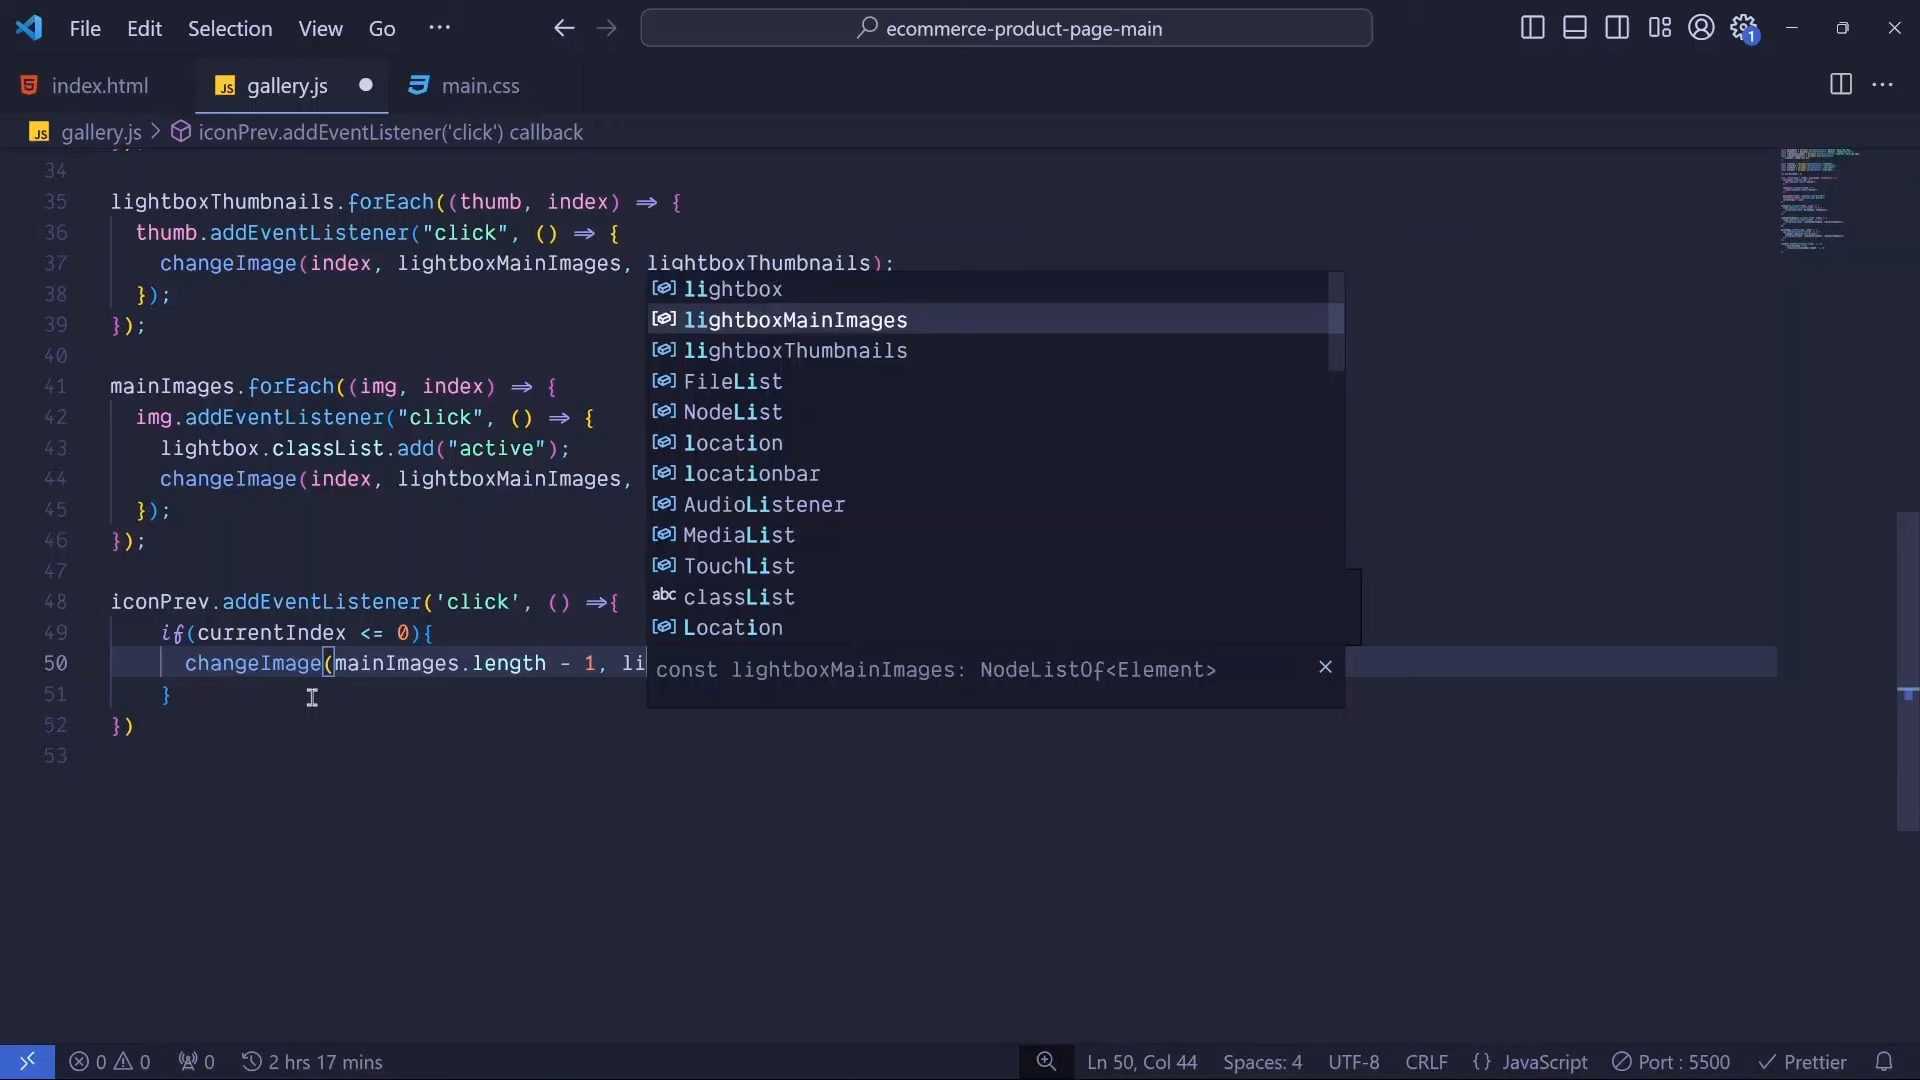 File Edit Selection View Go ··· ecommerce-product-page-main 1
index.html gallery.js main.css
gallery.js > iconPrev.addEventListener('click') callback
34
35 lightboxThumbnails.forEach((thumb, index) => {
36 thumb.addEventListener("click", () => {
37 changeImage(index, lightboxMainImages, lightboxThumbnails);
38 });
39 });
40
41 mainImages.forEach((img, index) => {
42 img.addEventListener("click", () => {
43 lightbox.classList.add("active");
44 changeImage(index, lightboxMainImages,
45 });
46 });
47
48 iconPrev.addEventListener('click', () =>{
49 if(currentIndex <= 0){
50 changeImage(mainImages.length - 1, li
51 }
52 })
53
lightbox
lightboxMainImages
lightboxThumbnails
FileList
NodeList
location
locationbar
AudioListener
MediaList
TouchList
abc classList
Location
const lightboxMainImages: NodeListOf<Element>
0 0 0 2 hrs 17 mins Ln 50, Col 44 Spaces: 4 UTF-8 CRLF {} JavaScript Port : 5500 Prettier